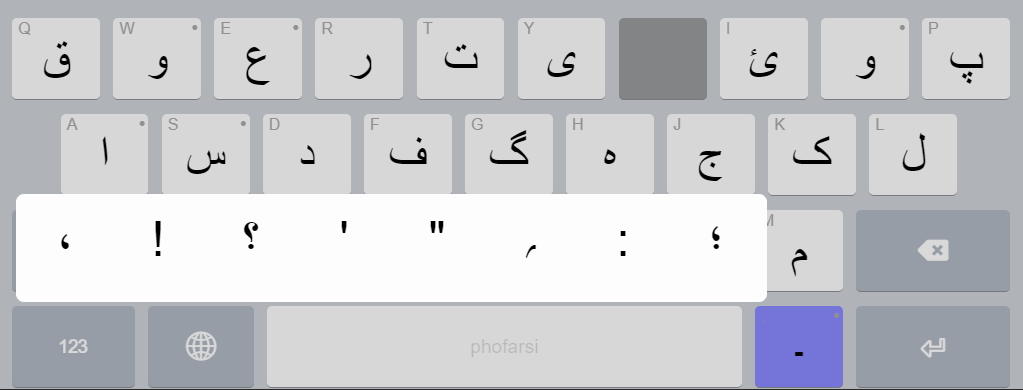 Q ق W و E ع R ر T ت Y ی I ئ و P پ
A ا S س D د F ف G گ H ه J ج K ک L ل
، ! ؟ ' " ؍ : ؛ M م
123 phofarsi -